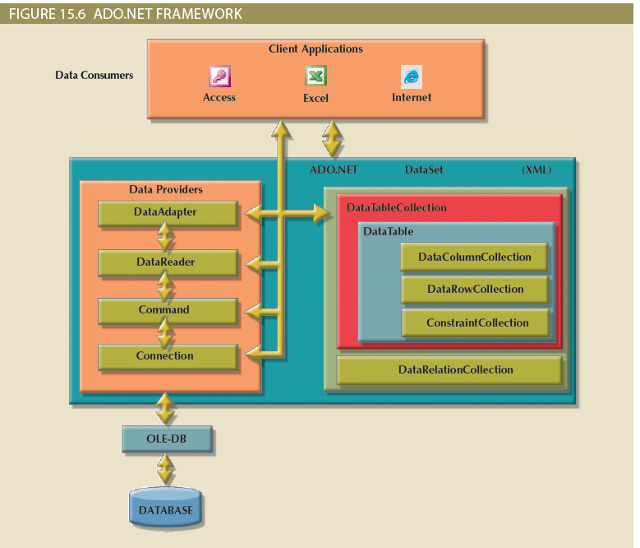 FIGURE 15.6 ADO.NET FRAMEWORK
Client Applications
Data Consumers
Access
Excel
Internet
ADO.NET
DataSet
(XML)
Data Providers
DataAdapter
DataReader
Command
Connection
DataTableCollection
DataTable
DataColumnCollection
DataRowCollection
ConstraintCollection
DataRelationCollection
OLE-DB
DATABASE